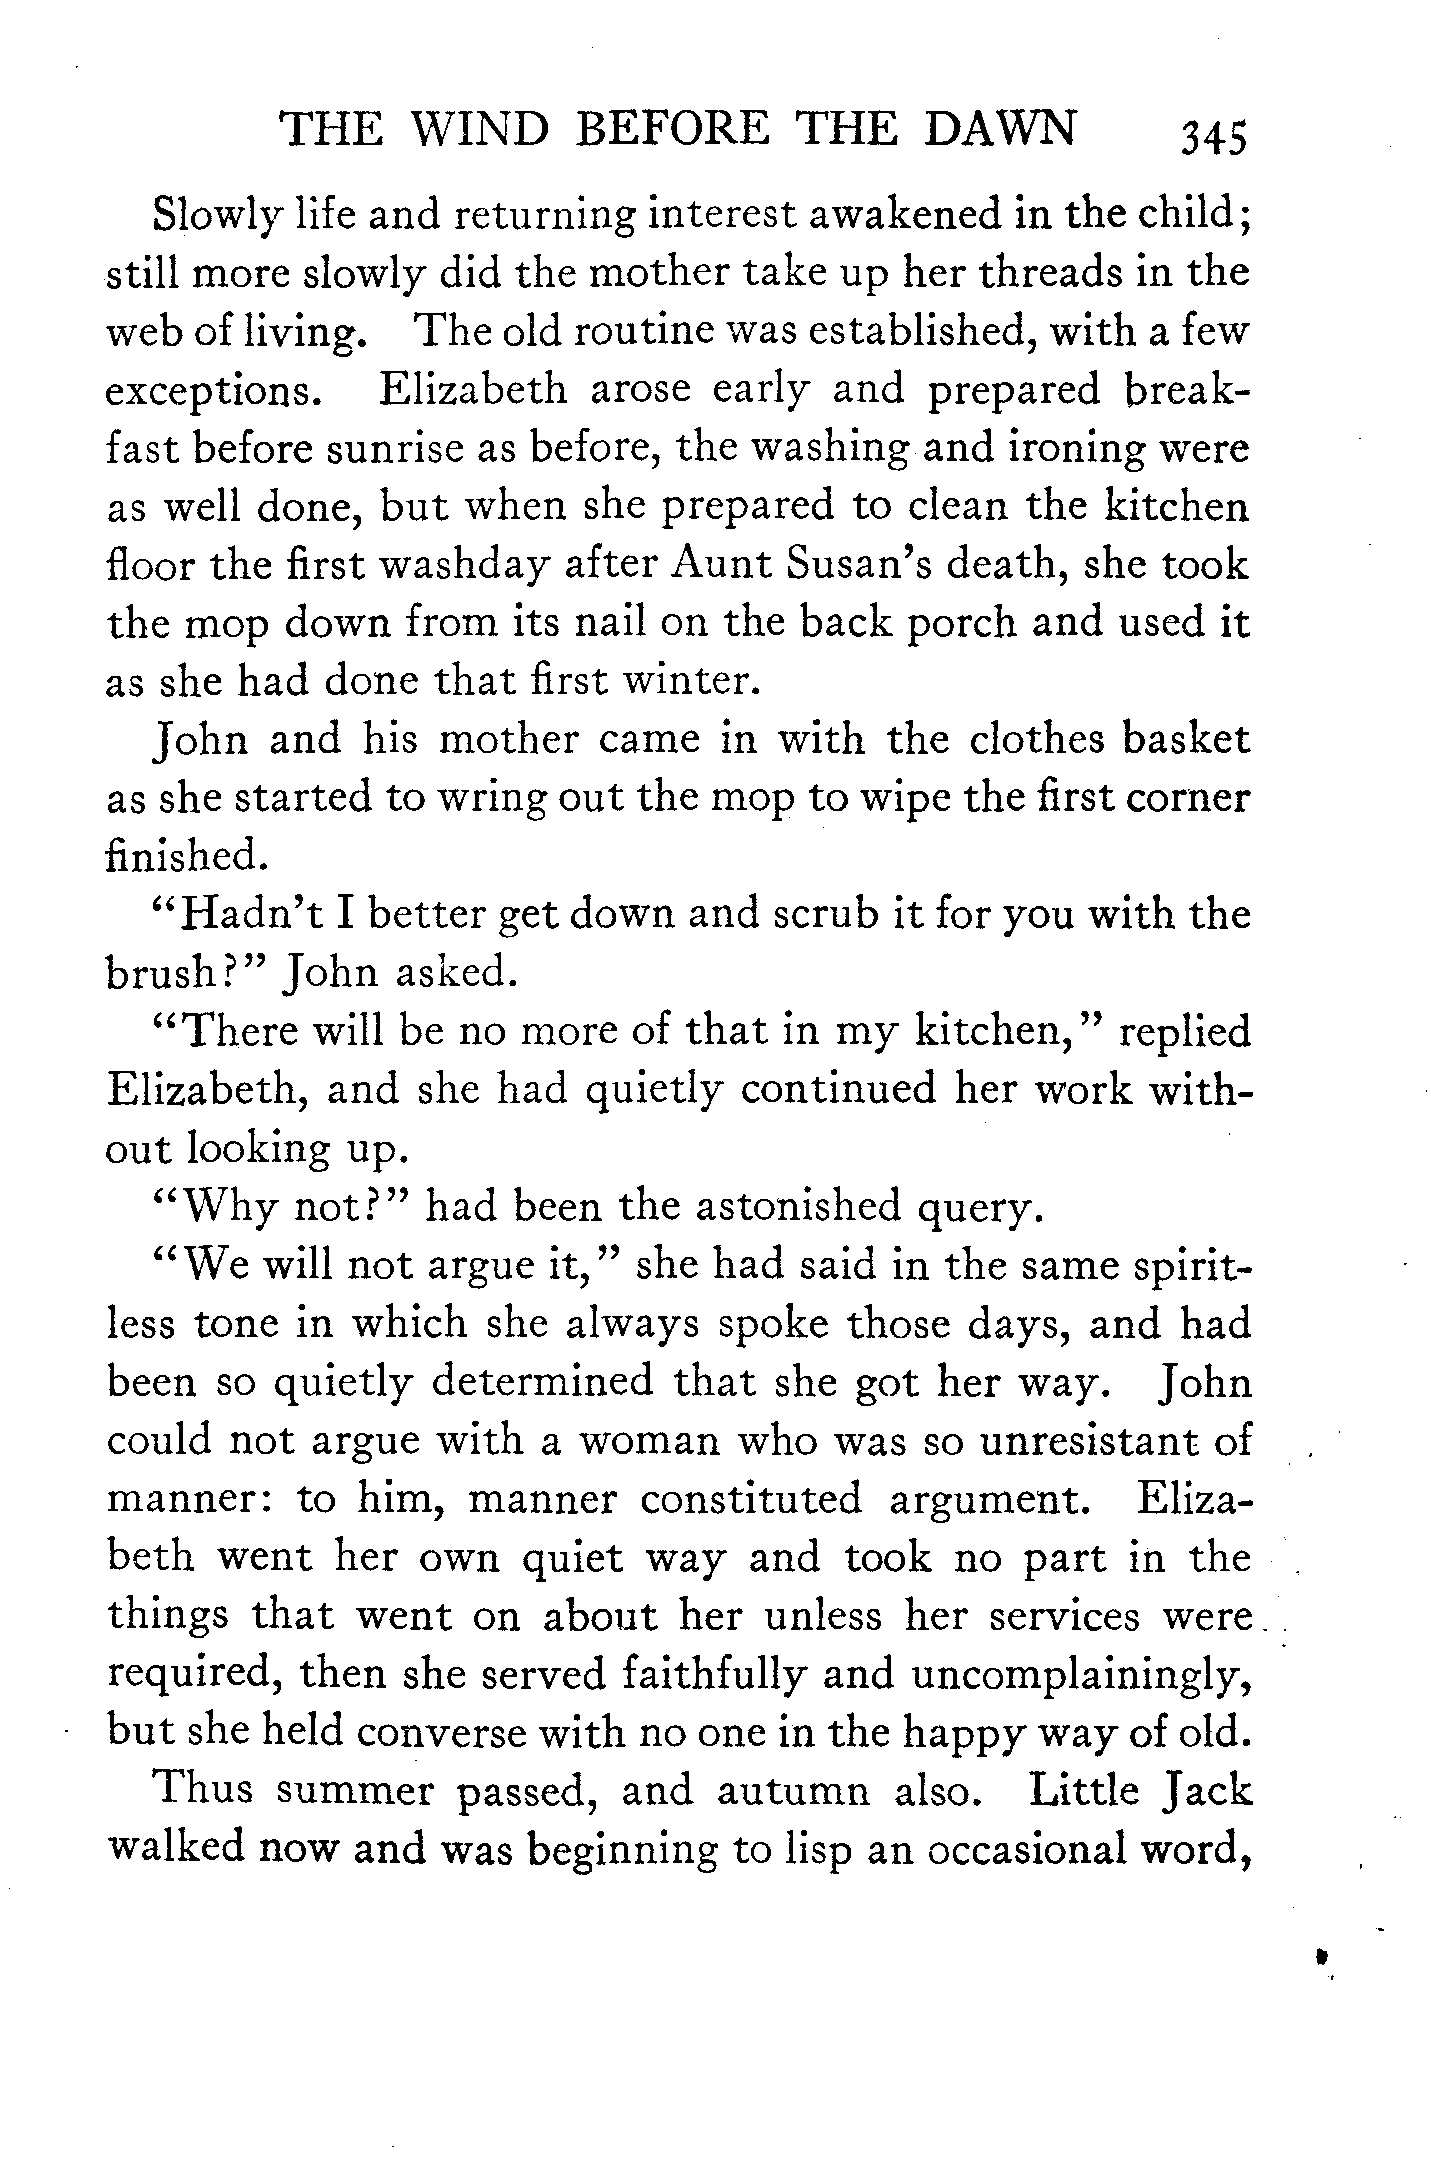 THE WIND BEFORE THE DAWN 345
Slowly life and returning interest awakened in the child;
still more slowly did the mother take up her threads in the
web of living. The old routine was established, with a few
exceptions. Elizabeth arose early and prepared break-
fast before sunrise as before, the washing and ironing were
as well done, but when she prepared to clean the kitchen
floor the first washday after Aunt Susan's death, she took
the mop down from its nail on the back porch and used it
as she had done that first winter.
John and his mother came in with the clothes basket
as she started to wring out the mop to wipe the first corner
finished.
"Hadn't I better get down and scrub it for you with the
brush?" John asked.
"There will be no more of that in my kitchen," replied
Elizabeth, and she had quietly continued her work with-
out looking up.
"Why not?" had been the astonished query.
"We will not argue it," she had said in the same spirit-
less tone in which she always spoke those days, and had
been so quietly determined that she got her way. John
could not argue with a woman who was so unresistant of
manner: to him, manner constituted argument. Eliza-
beth went her own quiet way and took no part in the
things that went on about her unless her services were
required, then she served faithfully and uncomplainingly,
but she held converse with no one in the happy way of old.
Thus summer passed, and autumn also. Little Jack
walked now and was beginning to lisp an occasional word,